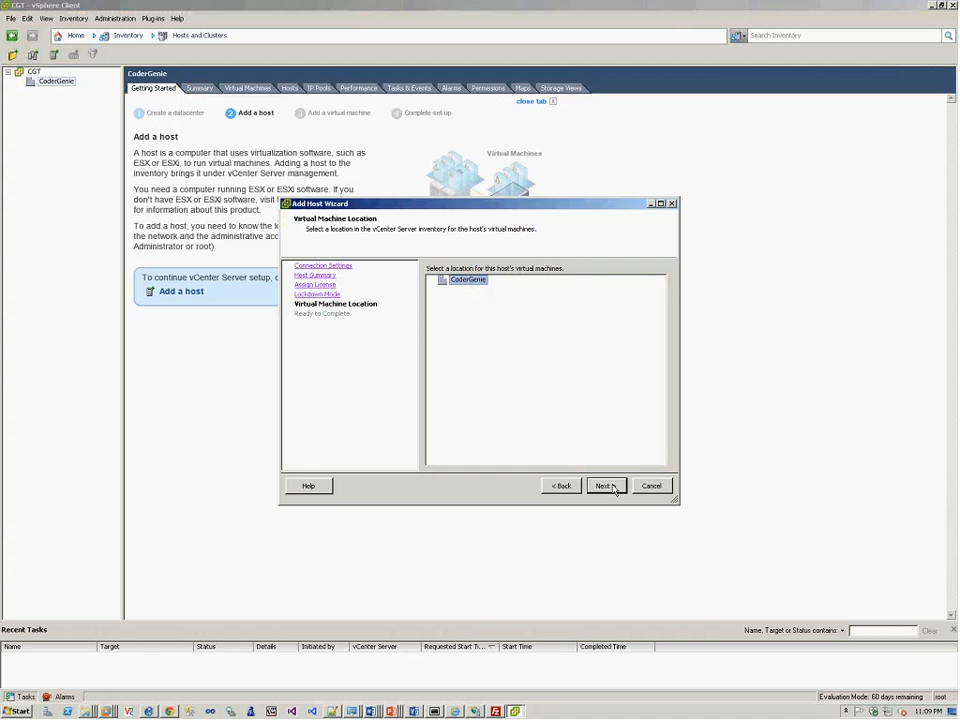 CGT - vSphere Client
File Edit View Inventory Administration Plug-ins Help
Home Inventory Hosts and Clusters
Search Inventory
CGT
CoderGenie
CoderGenie
Getting Started Summary Virtual Machines Hosts IP Pools Performance Tasks & Events Alarms Permissions Maps Storage Views
close tab x
1 Create a datacenter 2 Add a host 3 Add a virtual machine 4 Complete set-up
Add a host
A host is a computer that uses virtualization software, such as
ESX or ESXi, to run virtual machines. Adding a host to the
inventory brings it under vCenter Server management.
You need a computer running ESX or ESXi software. If you
don't have ESX or ESXi software, visit
for information about this product.
To add a host, you need to know the
the network and the administrative
Administrator or root).
To continue vCenter Server setup,
Add a host
Virtual Machines
Add Host Wizard
Virtual Machine Location
Select a location in the vCenter Server inventory for the host's virtual machines.
Connection Settings
Host Summary
Assign License
Lockdown Mode
Virtual Machine Location
Ready to Complete
Select a location for this host's virtual machines.
CoderGenie
Help
< Back Next Cancel
Recent Tasks
Name, Target or Status contains: Clear
Name Target Status Details Initiated by vCenter Server Requested Start Ti... Start Time Completed Time
Tasks Alarms
Evaluation Mode: 60 days remaining root
Start
11:09 PM